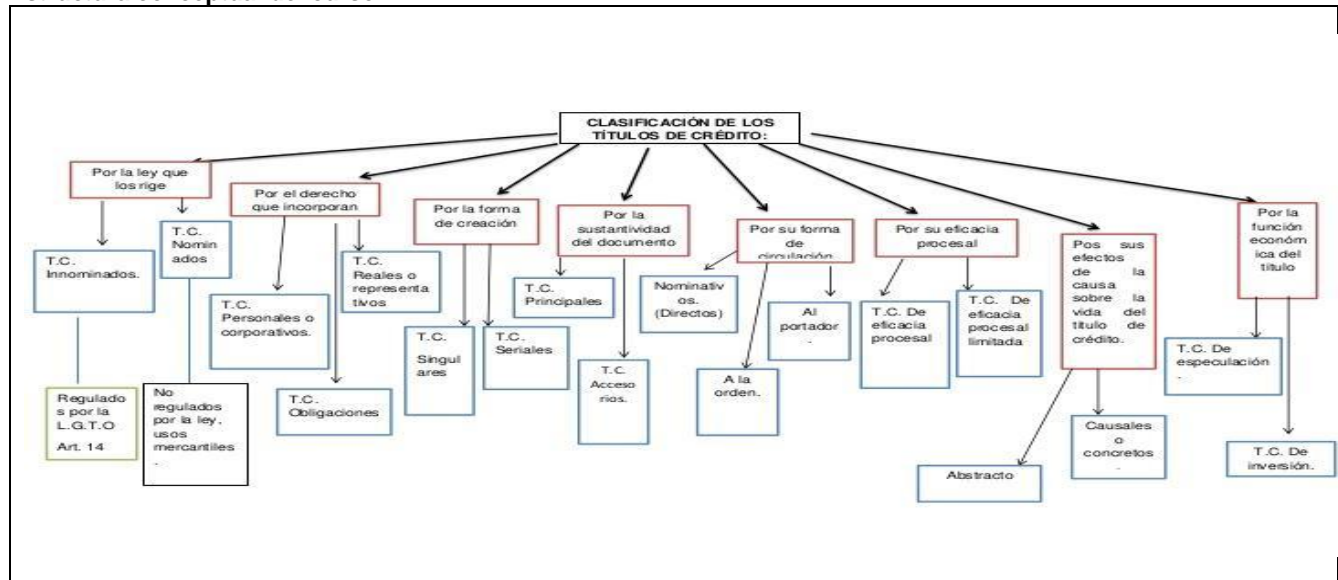 CLASIFICACIÓN DE LOS
TÍTULOS DE CRÉDITO:
Por la ley que
los rige
T.C.
Innominados.
Regulado
s por la
L.G.T.O
Art. 14
T.C.
Nomin
ados
No
regulados
por la ley,
usos
mercantiles
.
Por el derecho
que incorporan
T.C.
Personales o
corporativos.
T.C.
Obligaciones
T.C.
Reales o
representa
tivos
Por la forma
de creación
T.C.
Singul
ares
T.C.
Seriales
Por la
sustantividad
del documento
T.C.
Principales
T.C.
Acceso
rios.
Por su forma
de
circulación
Nominativ
os.
(Directos)
A la
orden.
Al
portador
.
Por su eficacia
procesal
T.C. De
eficacia
procesal
T.C. De
eficacia
procesal
limitada
Pos sus
efectos
de la
causa
sobre la
vida del
título de
crédito.
Abstracto
Causales
o
concretos
.
Por la
función
económ
ica del
título
T.C. De
especulación
.
T.C. De
inversión.